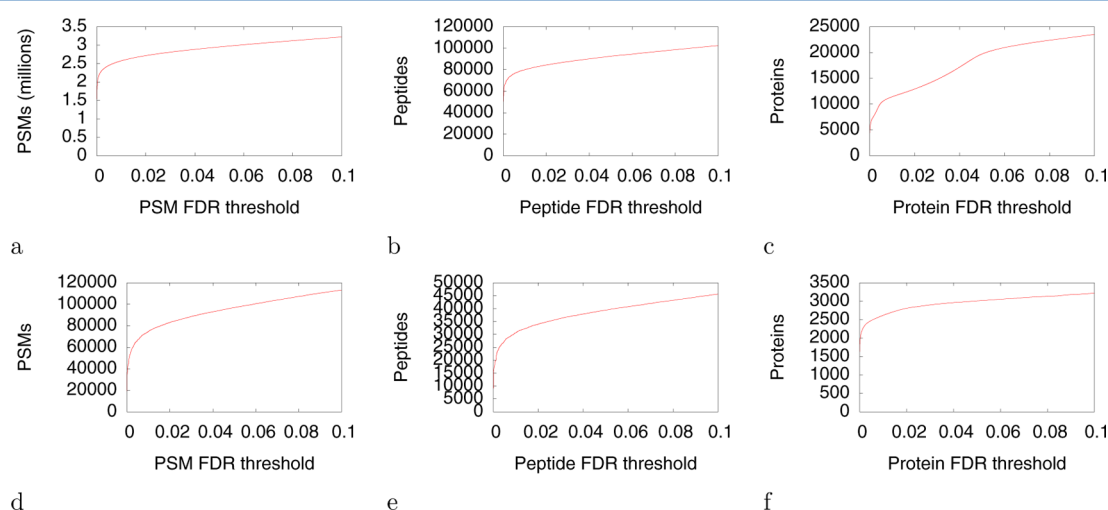 3.5
3
2.5
2
1.5
1
0.5
0
PSMs (millions)
0 0.02 0.04 0.06 0.08 0.1
PSM FDR threshold
a
120000
100000
80000
60000
40000
20000
0
Peptides
0 0.02 0.04 0.06 0.08 0.1
Peptide FDR threshold
b
25000
20000
15000
10000
5000
0
Proteins
0 0.02 0.04 0.06 0.08 0.1
Protein FDR threshold
c
120000
100000
80000
60000
40000
20000
0
PSMs
0 0.02 0.04 0.06 0.08 0.1
PSM FDR threshold
d
50000
45000
40000
35000
30000
25000
20000
15000
10000
5000
0
Peptides
0 0.02 0.04 0.06 0.08 0.1
Peptide FDR threshold
e
3500
3000
2500
2000
1500
1000
500
0
Proteins
0 0.02 0.04 0.06 0.08 0.1
Protein FDR threshold
f